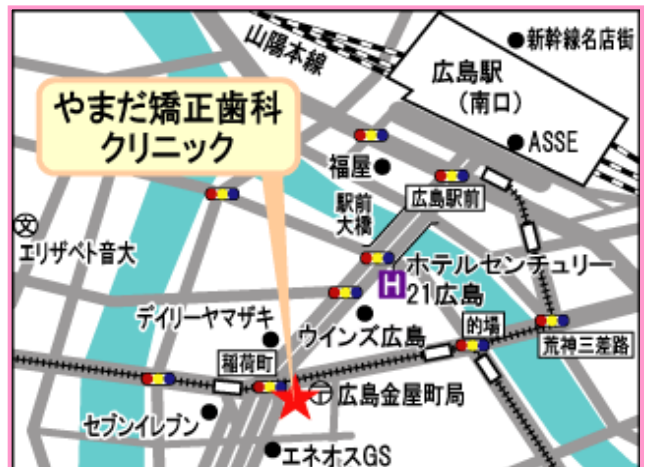 山陽本線
新幹線名店街
広島駅
(南口)
ASSE
やまだ矯正歯科
クリニック
福屋
広島駅前
駅前
大橋
文
エリザベト音大
H
ホテルセンチュリー
21広島
デイリーヤマザキ
ウインズ広島
的場
荒神三差路
稲荷町
〒
広島金屋町局
セブンイレブン
エネオスGS